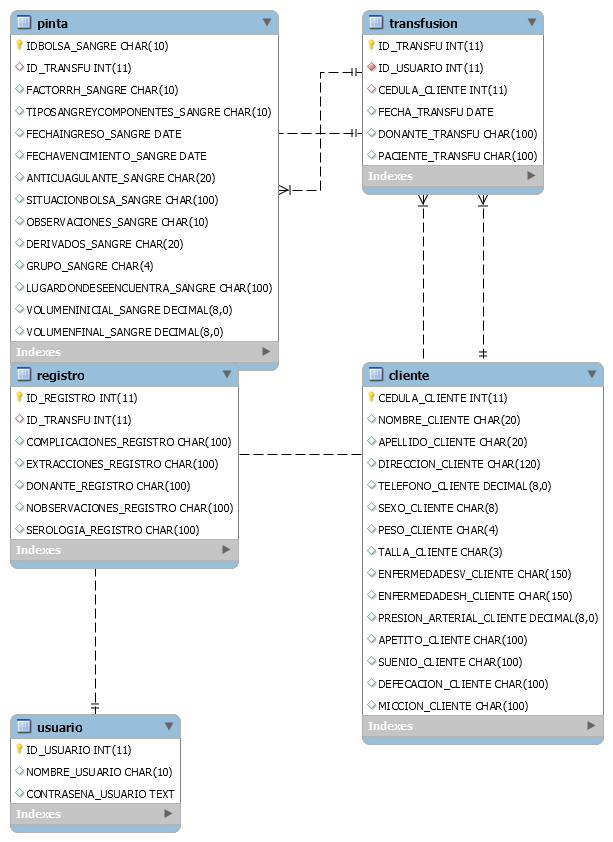 pinta
IDBOLSA_SANGRE CHAR(10)
ID_TRANSFU INT(11)
FACTORRH_SANGRE CHAR(10)
TIPOSANGREYCOMPONENTES_SANGRE CHAR(10)
FECHAINGRESO_SANGRE DATE
FECHAVENCIMIENTO_SANGRE DATE
ANTICUAGULANTE_SANGRE CHAR(20)
SITUACIONBOLSA_SANGRE CHAR(100)
OBSERVACIONES_SANGRE CHAR(10)
DERIVADOS_SANGRE CHAR(20)
GRUPO_SANGRE CHAR(4)
LUGARDONDESEENCUENTRA_SANGRE CHAR(100)
VOLUMENINICIAL_SANGRE DECIMAL(8,0)
VOLUMENFINAL_SANGRE DECIMAL(8,0)
Indexes
transfusion
ID_TRANSFU INT(11)
ID_USUARIO INT(11)
CEDULA_CLIENTE INT(11)
FECHA_TRANSFU DATE
DONANTE_TRANSFU CHAR(100)
PACIENTE_TRANSFU CHAR(100)
Indexes
registro
ID_REGISTRO INT(11)
ID_TRANSFU INT(11)
COMPLICACIONES_REGISTRO CHAR(100)
EXTRACCIONES_REGISTRO CHAR(100)
DONANTE_REGISTRO CHAR(100)
NOBSERVACIONES_REGISTRO CHAR(100)
SEROLOGIA_REGISTRO CHAR(100)
Indexes
cliente
CEDULA_CLIENTE INT(11)
NOMBRE_CLIENTE CHAR(20)
APELLIDO_CLIENTE CHAR(20)
DIRECCION_CLIENTE CHAR(120)
TELEFONO_CLIENTE DECIMAL(8,0)
SEXO_CLIENTE CHAR(8)
PESO_CLIENTE CHAR(4)
TALLA_CLIENTE CHAR(3)
ENFERMEDADESV_CLIENTE CHAR(150)
ENFERMEDADESH_CLIENTE CHAR(150)
PRESION_ARTERIAL_CLIENTE DECIMAL(8,0)
APETITO_CLIENTE CHAR(100)
SUENIO_CLIENTE CHAR(100)
DEFECACION_CLIENTE CHAR(100)
MICCION_CLIENTE CHAR(100)
Indexes
usuario
ID_USUARIO INT(11)
NOMBRE_USUARIO CHAR(10)
CONTRASENA_USUARIO TEXT
Indexes